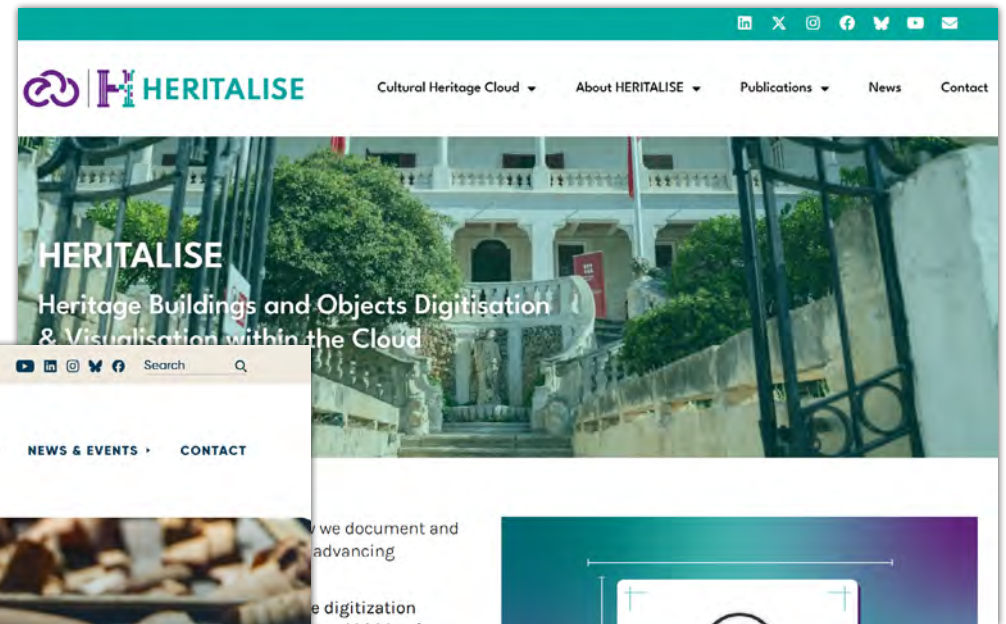 HERITALISE
Cultural Heritage Cloud
About HERITALISE
Publications
News
Contact
HERITALISE
Heritage Buildings and Objects Digitisation
& Visualisation within the Cloud
Search
NEWS & EVENTS
CONTACT
we document and
advancing
e digitization